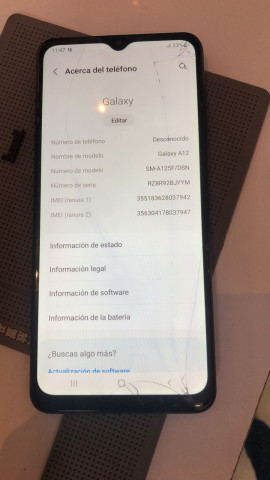 11:47
33%
Acerca del teléfono
Galaxy
Editar
Número de teléfono Desconocido
Nombre de modelo Galaxy A12
Número de modelo SM-A125F/DSN
Número de serie RZ8R92BJYYM
IMEI (ranura 1) 355183628037942
IMEI (ranura 2) 356304178037947
Información de estado
Información legal
Información de software
Información de la batería
¿Buscas algo más?
Actualización de software